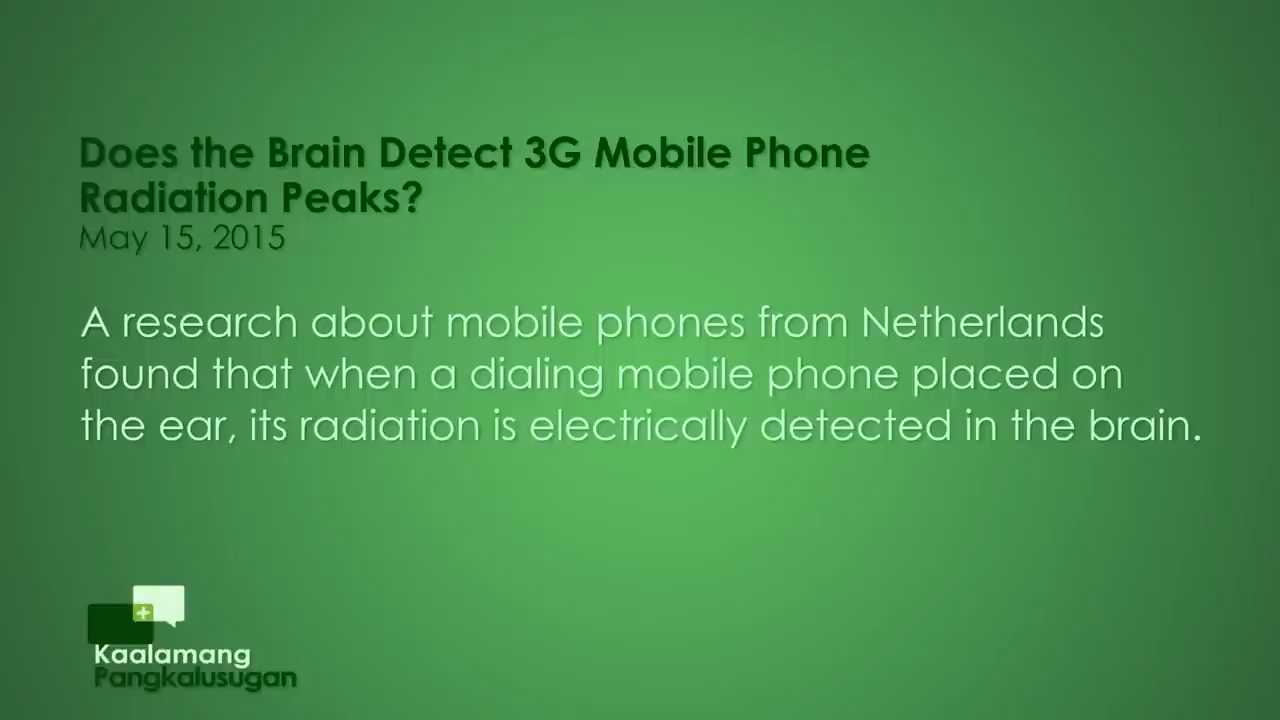 Does the Brain Detect 3G Mobile Phone
Radiation Peaks?
May 15, 2015
A research about mobile phones from Netherlands
found that when a dialing mobile phone placed on
the ear, its radiation is electrically detected in the brain.
Kaalamang
Pangkalusugan